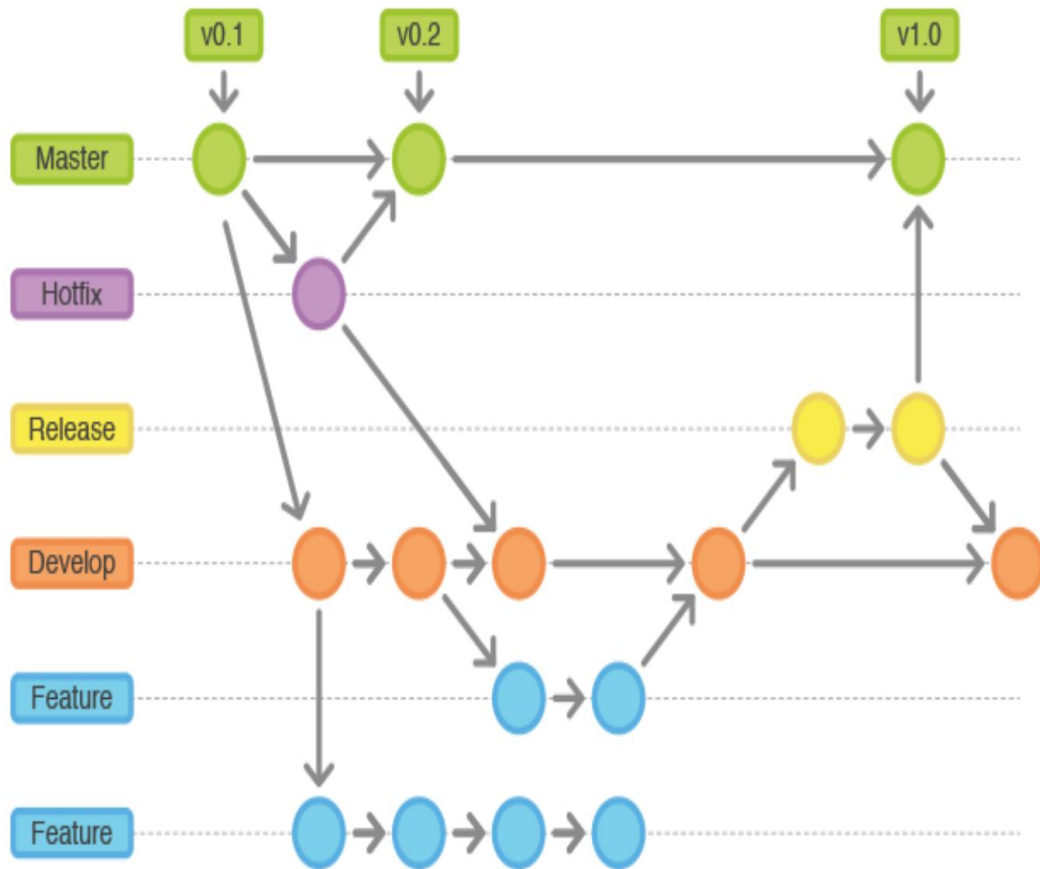 v0.1
v0.2
v1.0
Master
Hotfix
Release
Develop
Feature
Feature